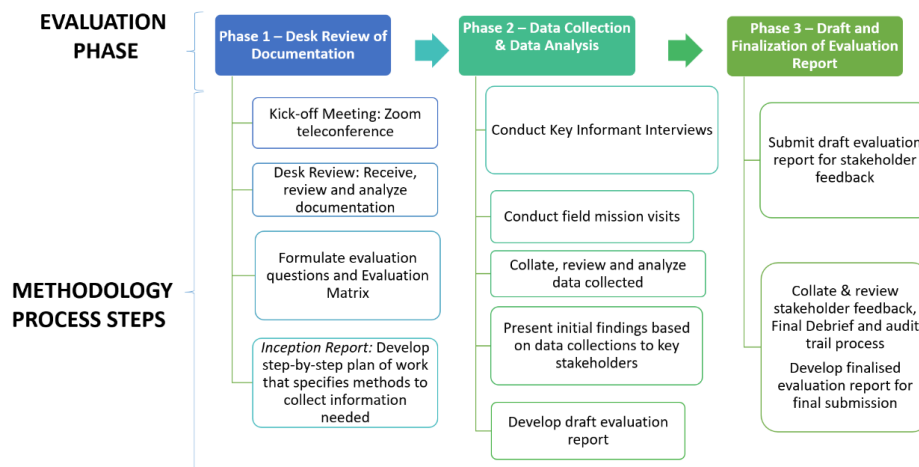 EVALUATION
PHASE
Phase 1 – Desk Review of
Documentation
Phase 2 – Data Collection
& Data Analysis
Phase 3 – Draft and
Finalization of Evaluation
Report
METHODOLOGY
PROCESS STEPS
Kick-off Meeting: Zoom
teleconference
Desk Review: Receive,
review and analyze
documentation
Formulate evaluation
questions and Evaluation
Matrix
Inception Report: Develop
step-by-step plan of work
that specifies methods to
collect information
needed
Conduct Key Informant Interviews
Conduct field mission visits
Collate, review and analyze
data collected
Present initial findings based
on data collections to key
stakeholders
Develop draft evaluation
report
Submit draft evaluation
report for stakeholder
feedback
Collate & review
stakeholder feedback,
Final Debrief and audit
trail process
Develop finalised
evaluation report for
final submission